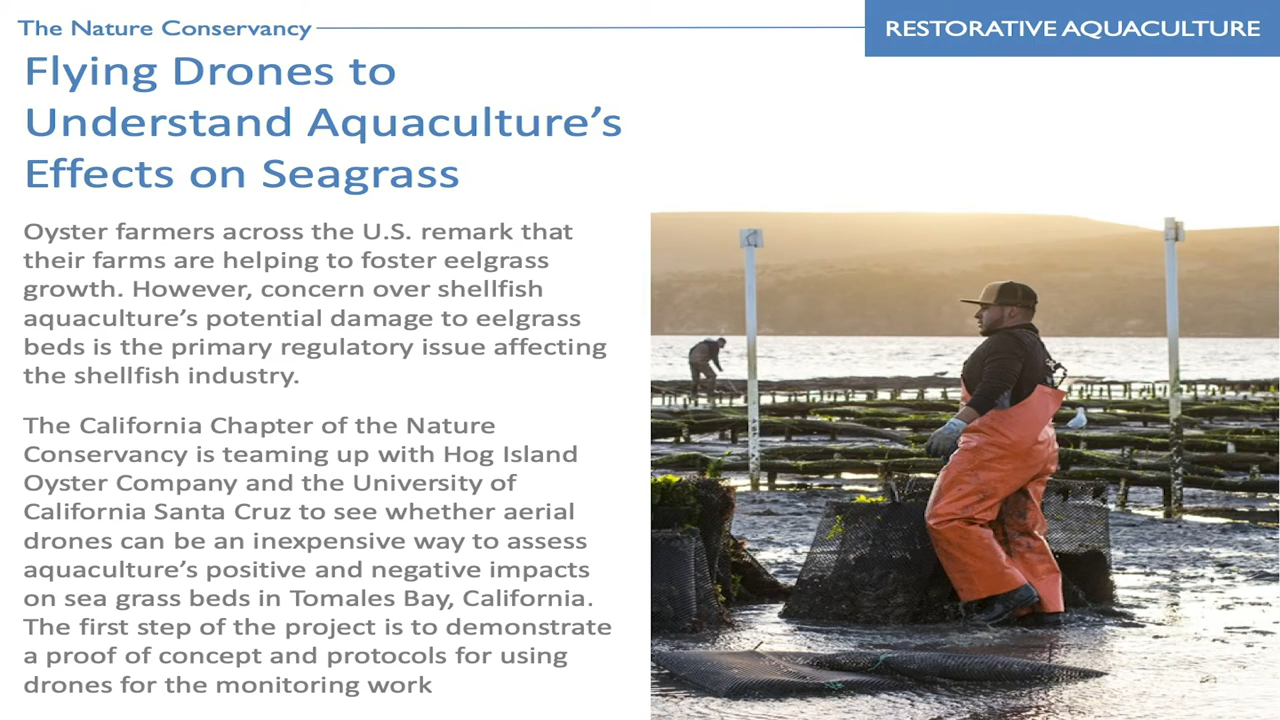 The Nature Conservancy
RESTORATIVE AQUACULTURE
Flying Drones to
Understand Aquaculture’s
Effects on Seagrass
Oyster farmers across the U.S. remark that
their farms are helping to foster eelgrass
growth. However, concern over shellfish
aquaculture’s potential damage to eelgrass
beds is the primary regulatory issue affecting
the shellfish industry.
The California Chapter of the Nature
Conservancy is teaming up with Hog Island
Oyster Company and the University of
California Santa Cruz to see whether aerial
drones can be an inexpensive way to assess
aquaculture’s positive and negative impacts
on sea grass beds in Tomales Bay, California.
The first step of the project is to demonstrate
a proof of concept and protocols for using
drones for the monitoring work